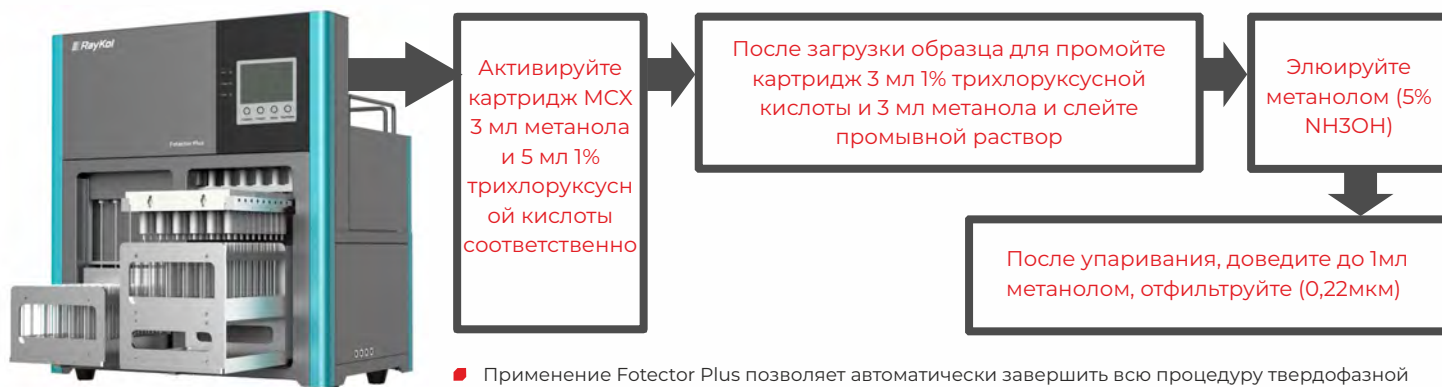 RayKol
Fotector Plus
Активируйте
картридж MCX
3 мл метанола
и 5 мл 1%
трихлоруксусн
ой кислоты
соответственно
После загрузки образца для промойте
картридж 3 мл 1% трихлоруксусной
кислоты и 3 мл метанола и слейте
промывной раствор
Элюируйте
метанолом (5%
NH3OH)
После упаривания, доведите до 1мл
метанолом, отфильтруйте (0,22мкм)
Применение Fotector Plus позволяет автоматически завершить всю процедуру твердофазной